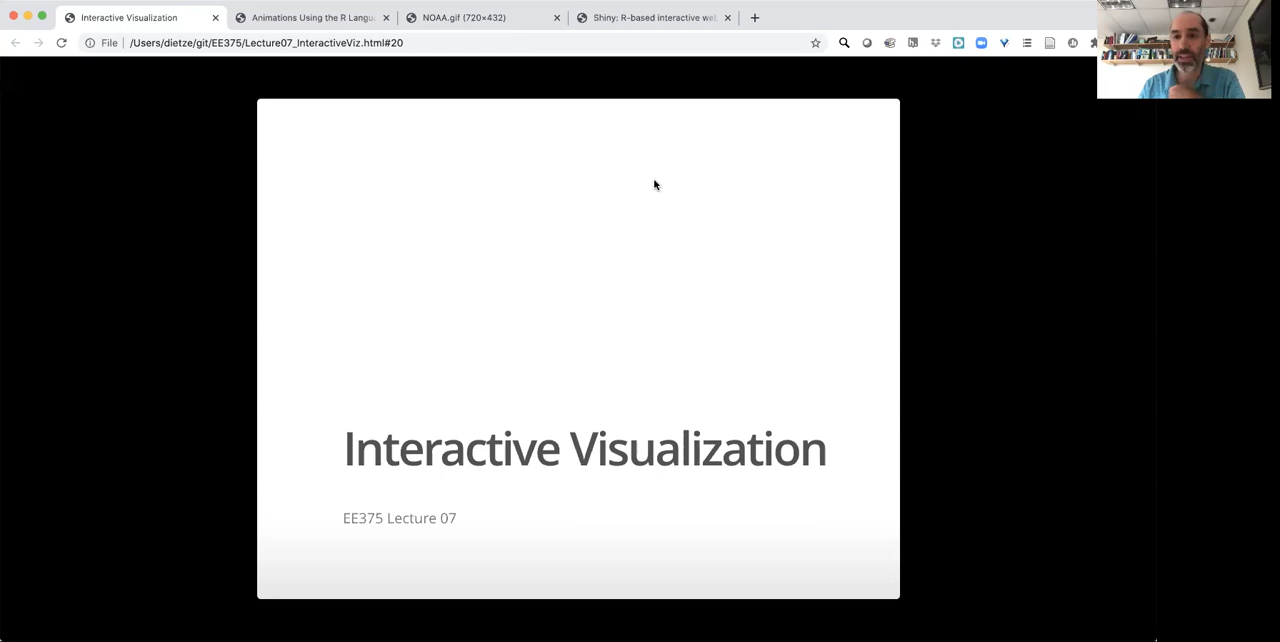 Interactive Visualization
Animations Using the R Langu
NOAA.gif (720×432)
Shiny: R-based interactive we
File
/Users/dietze/git/EE375/Lecture07_InteractiveViz.html#20
Interactive Visualization
EE375 Lecture 07